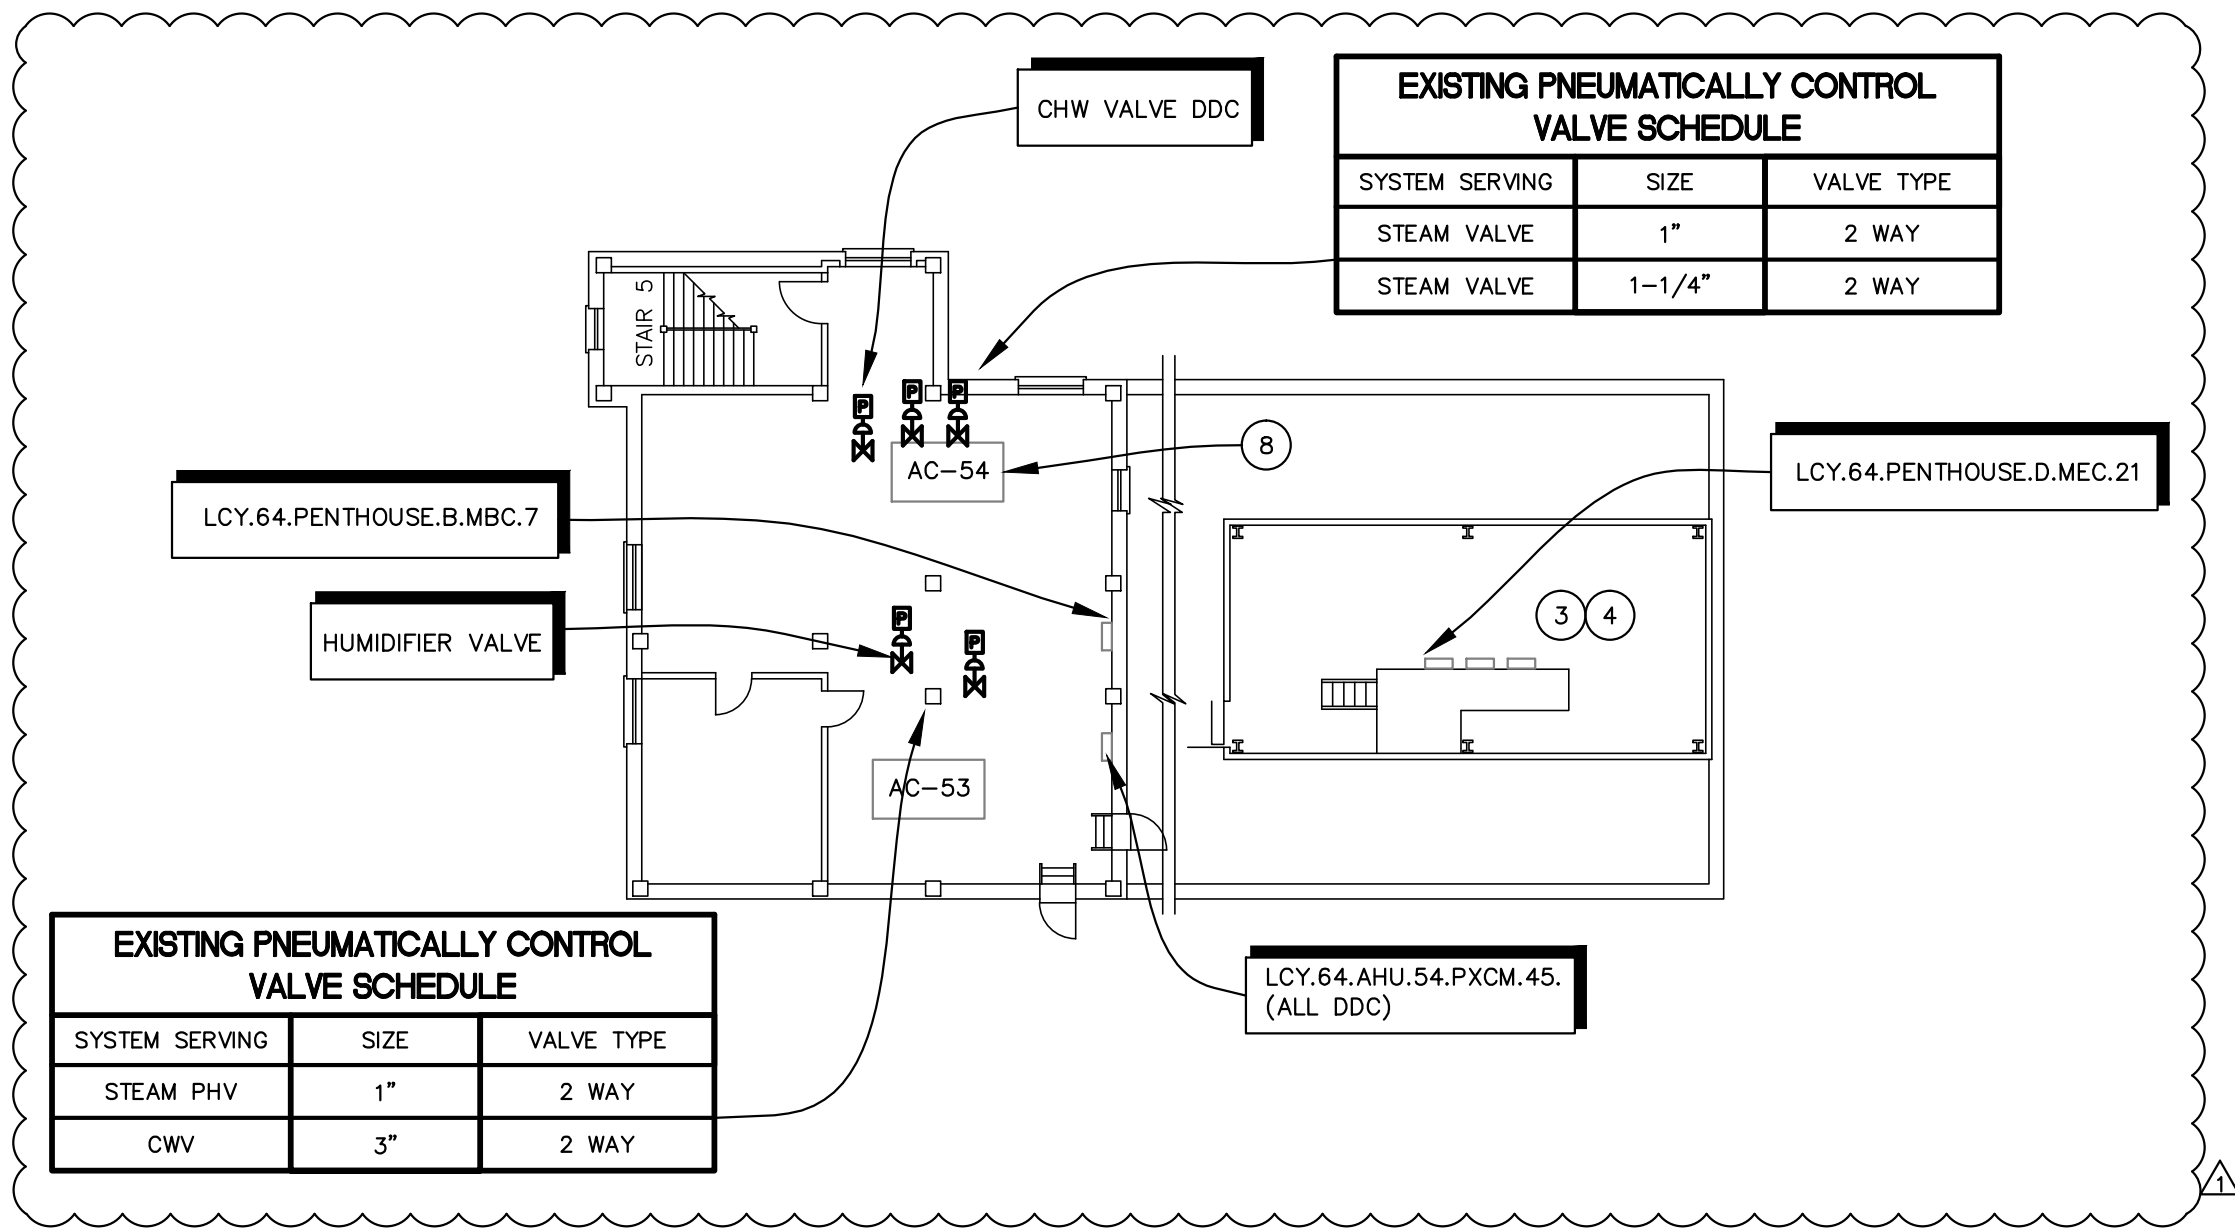 CHW VALVE DDC
EXISTING PNEUMATICALLY CONTROL
VALVE SCHEDULE
SYSTEM SERVING SIZE VALVE TYPE
STEAM VALVE 1" 2 WAY
STEAM VALVE 1-1/4" 2 WAY
STAIR 5
P
P
P
8
AC-54
LCY.64.PENTHOUSE.D.MEC.21
LCY.64.PENTHOUSE.B.MBC.7
HUMIDIFIER VALVE
P
P
3
4
AC-53
EXISTING PNEUMATICALLY CONTROL
VALVE SCHEDULE
SYSTEM SERVING SIZE VALVE TYPE
STEAM PHV 1" 2 WAY
CWV 3" 2 WAY
LCY.64.AHU.54.PXCM.45.
(ALL DDC)
1